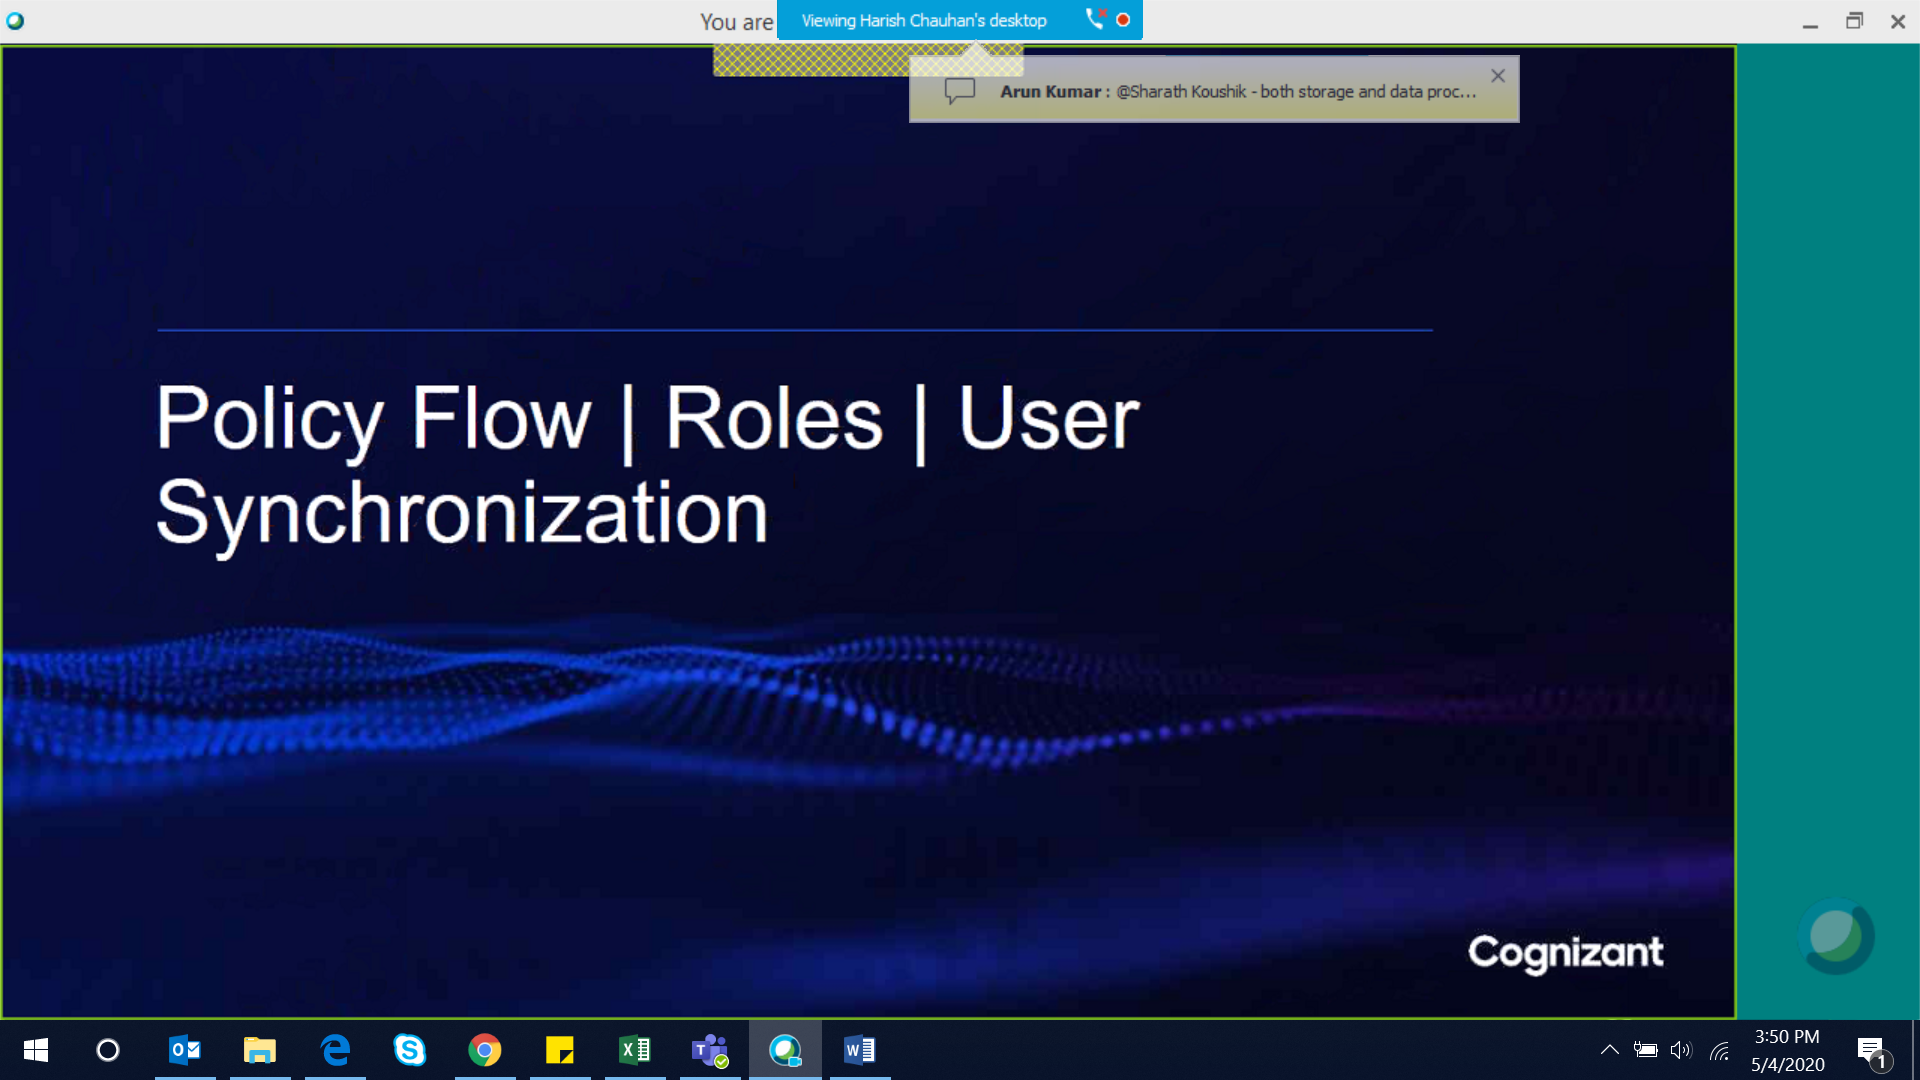 You are
Viewing Harish Chauhan's desktop
Arun Kumar : @Sharath Koushik - both storage and data proc...
Policy Flow | Roles | User
Synchronization
Cognizant
3:50 PM
5/4/2020
1